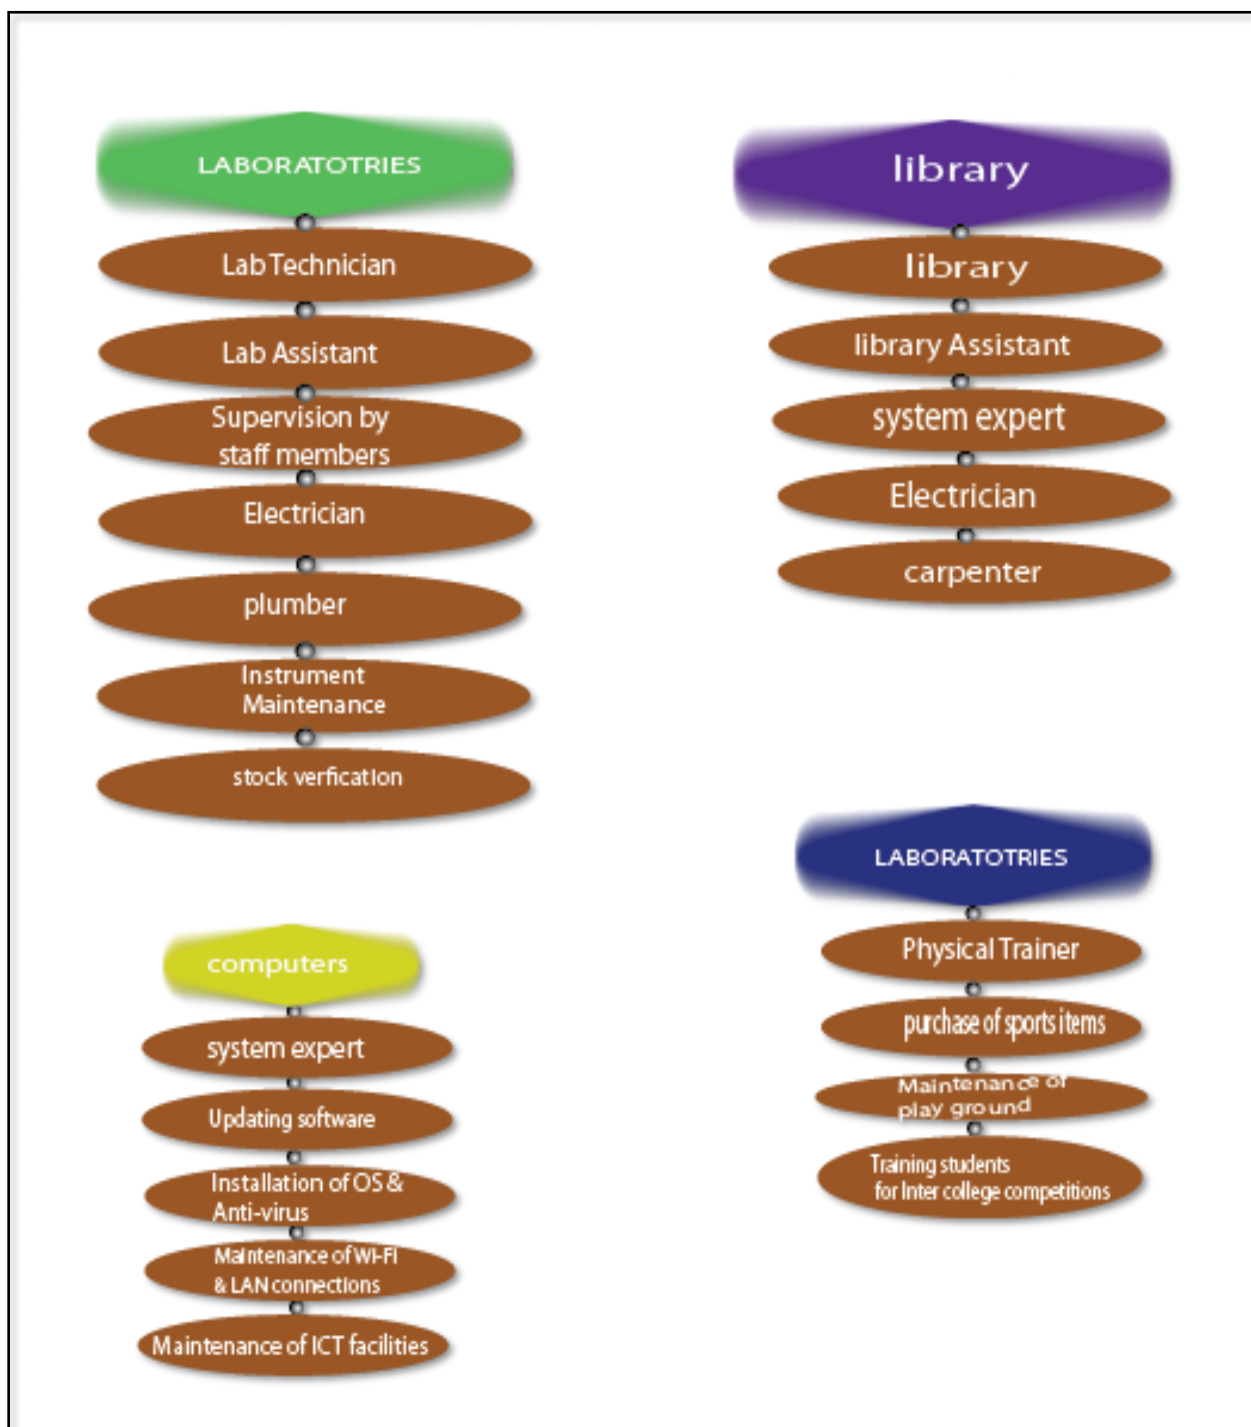 LABORATOTRIES
Lab Technician
Lab Assistant
Supervision by
staff members
Electrician
plumber
Instrument
Maintenance
stock verfication
library
library
library Assistant
system expert
Electrician
carpenter
computers
system expert
Updating software
Installation of OS &
Anti-virus
Maintenance of WI-FI
& LAN connections
Maintenance of ICT facilities
LABORATOTRIES
Physical Trainer
purchase of sports items
Maintenance of
play ground
Training students
for Inter college competitions